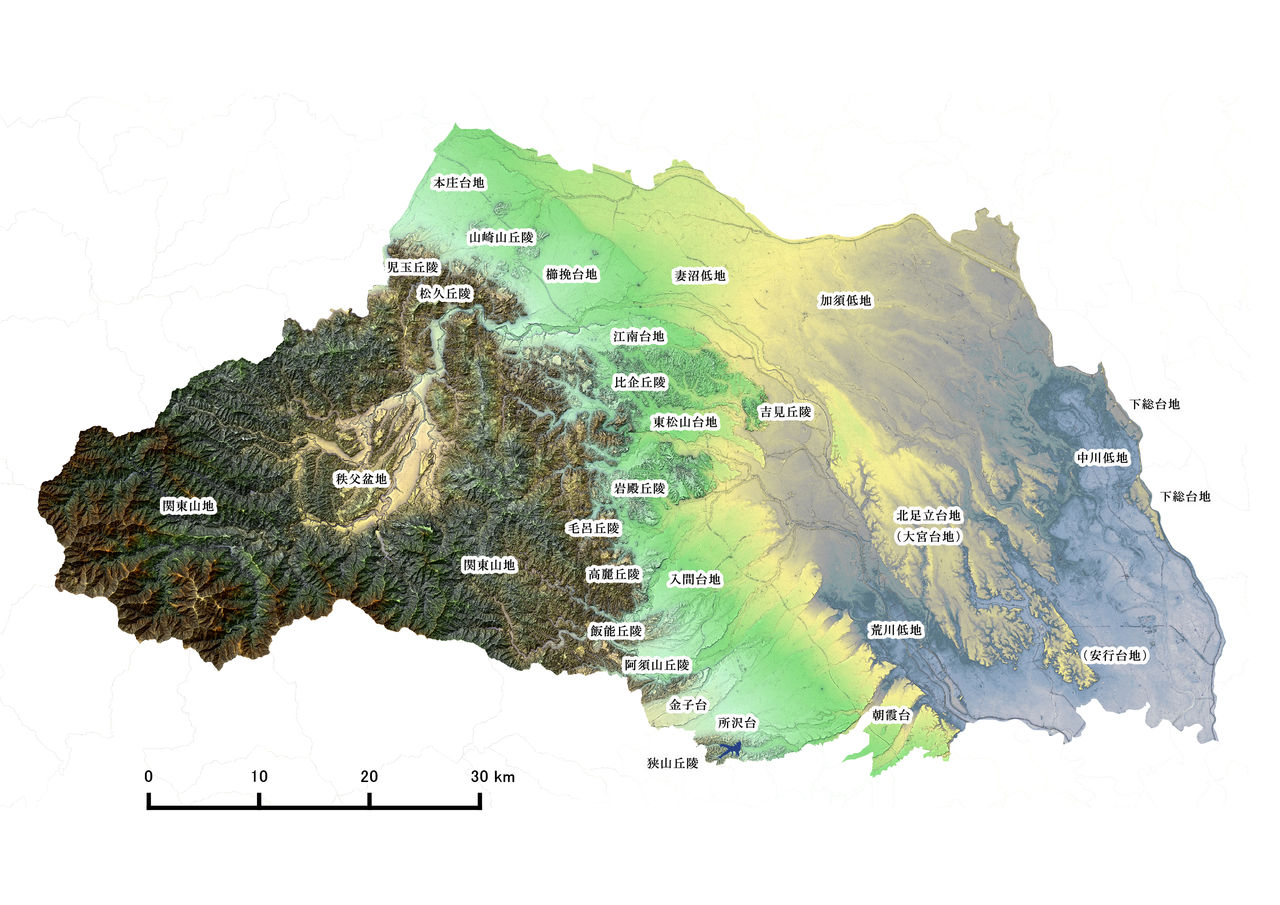 本庄台地
山崎山丘陵
児玉丘陵
櫛挽台地
妻沼低地
松久丘陵
加須低地
江南台地
比企丘陵
吉見丘陵
下総台地
東松山台地
中川低地
秩父盆地
岩殿丘陵
下総台地
関東山地
北足立台地
（大宮台地）
毛呂丘陵
関東山地
高麗丘陵
入間台地
飯能丘陵
荒川低地
（安行台地）
阿須山丘陵
金子台
朝霞台
所沢台
狭山丘陵
0 10 20 30 km